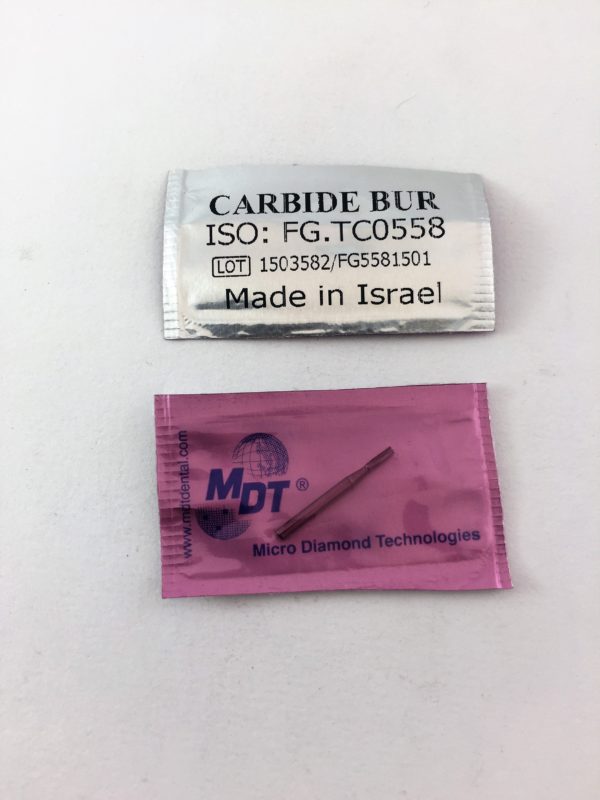 CARBIDE BUR
ISO: FG.TC0558
LOT 1503582/FG5581501
Made in Israel
www.mdtdental.com
MDT®
Micro Diamond Technologies